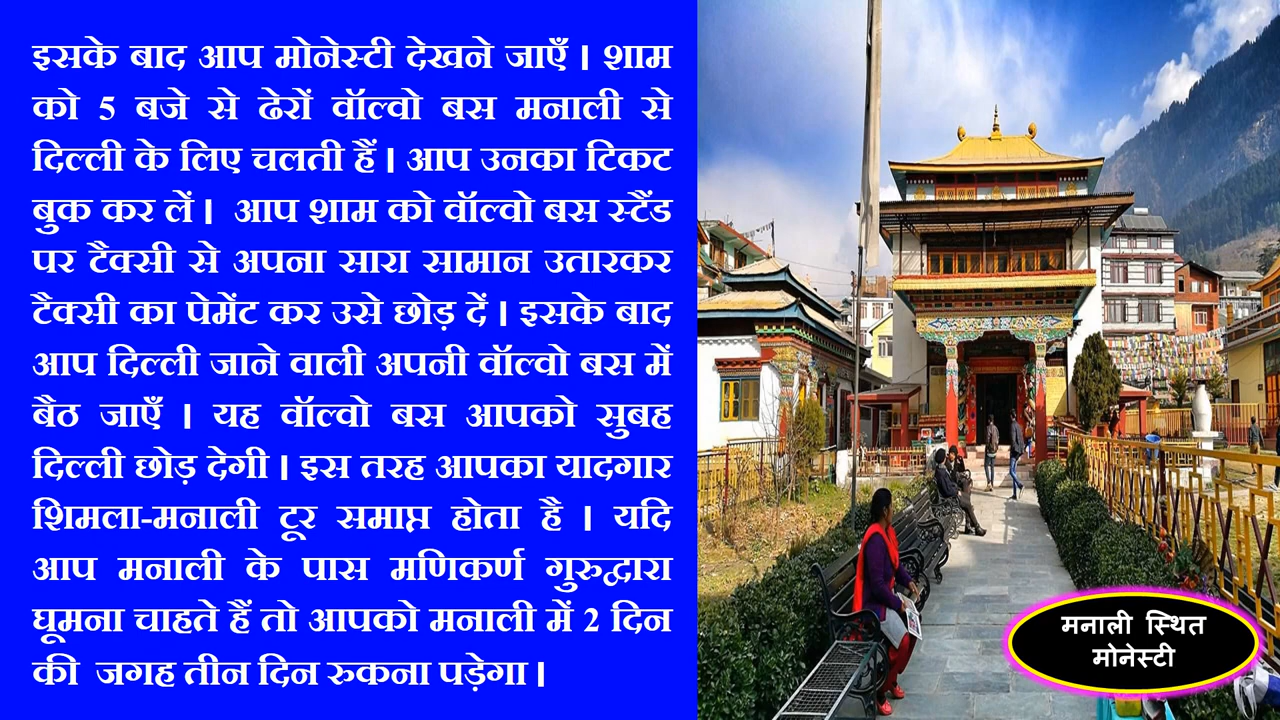 इसके बाद आप मोनेस्टी देखने जाएँ । शाम
को 5 बजे से ढेरों वॉल्वो बस मनाली से
दिल्ली के लिए चलती हैं । आप उनका टिकट
बुक कर लें । आप शाम को वॉल्वो बस स्टैंड
पर टैक्सी से अपना सारा सामान उतारकर
टैक्सी का पेमेंट कर उसे छोड़ दें । इसके बाद
आप दिल्ली जाने वाली अपनी वॉल्वो बस में
बैठ जाएँ । यह वॉल्वो बस आपको सुबह
दिल्ली छोड़ देगी । इस तरह आपका यादगार
शिमला-मनाली टूर समाप्त होता है । यदि
आप मनाली के पास मणिकर्ण गुरुद्वारा
घूमना चाहते हैं तो आपको मनाली में 2 दिन
की जगह तीन दिन रुकना पड़ेगा ।
मनाली स्थित
मोनेस्टी